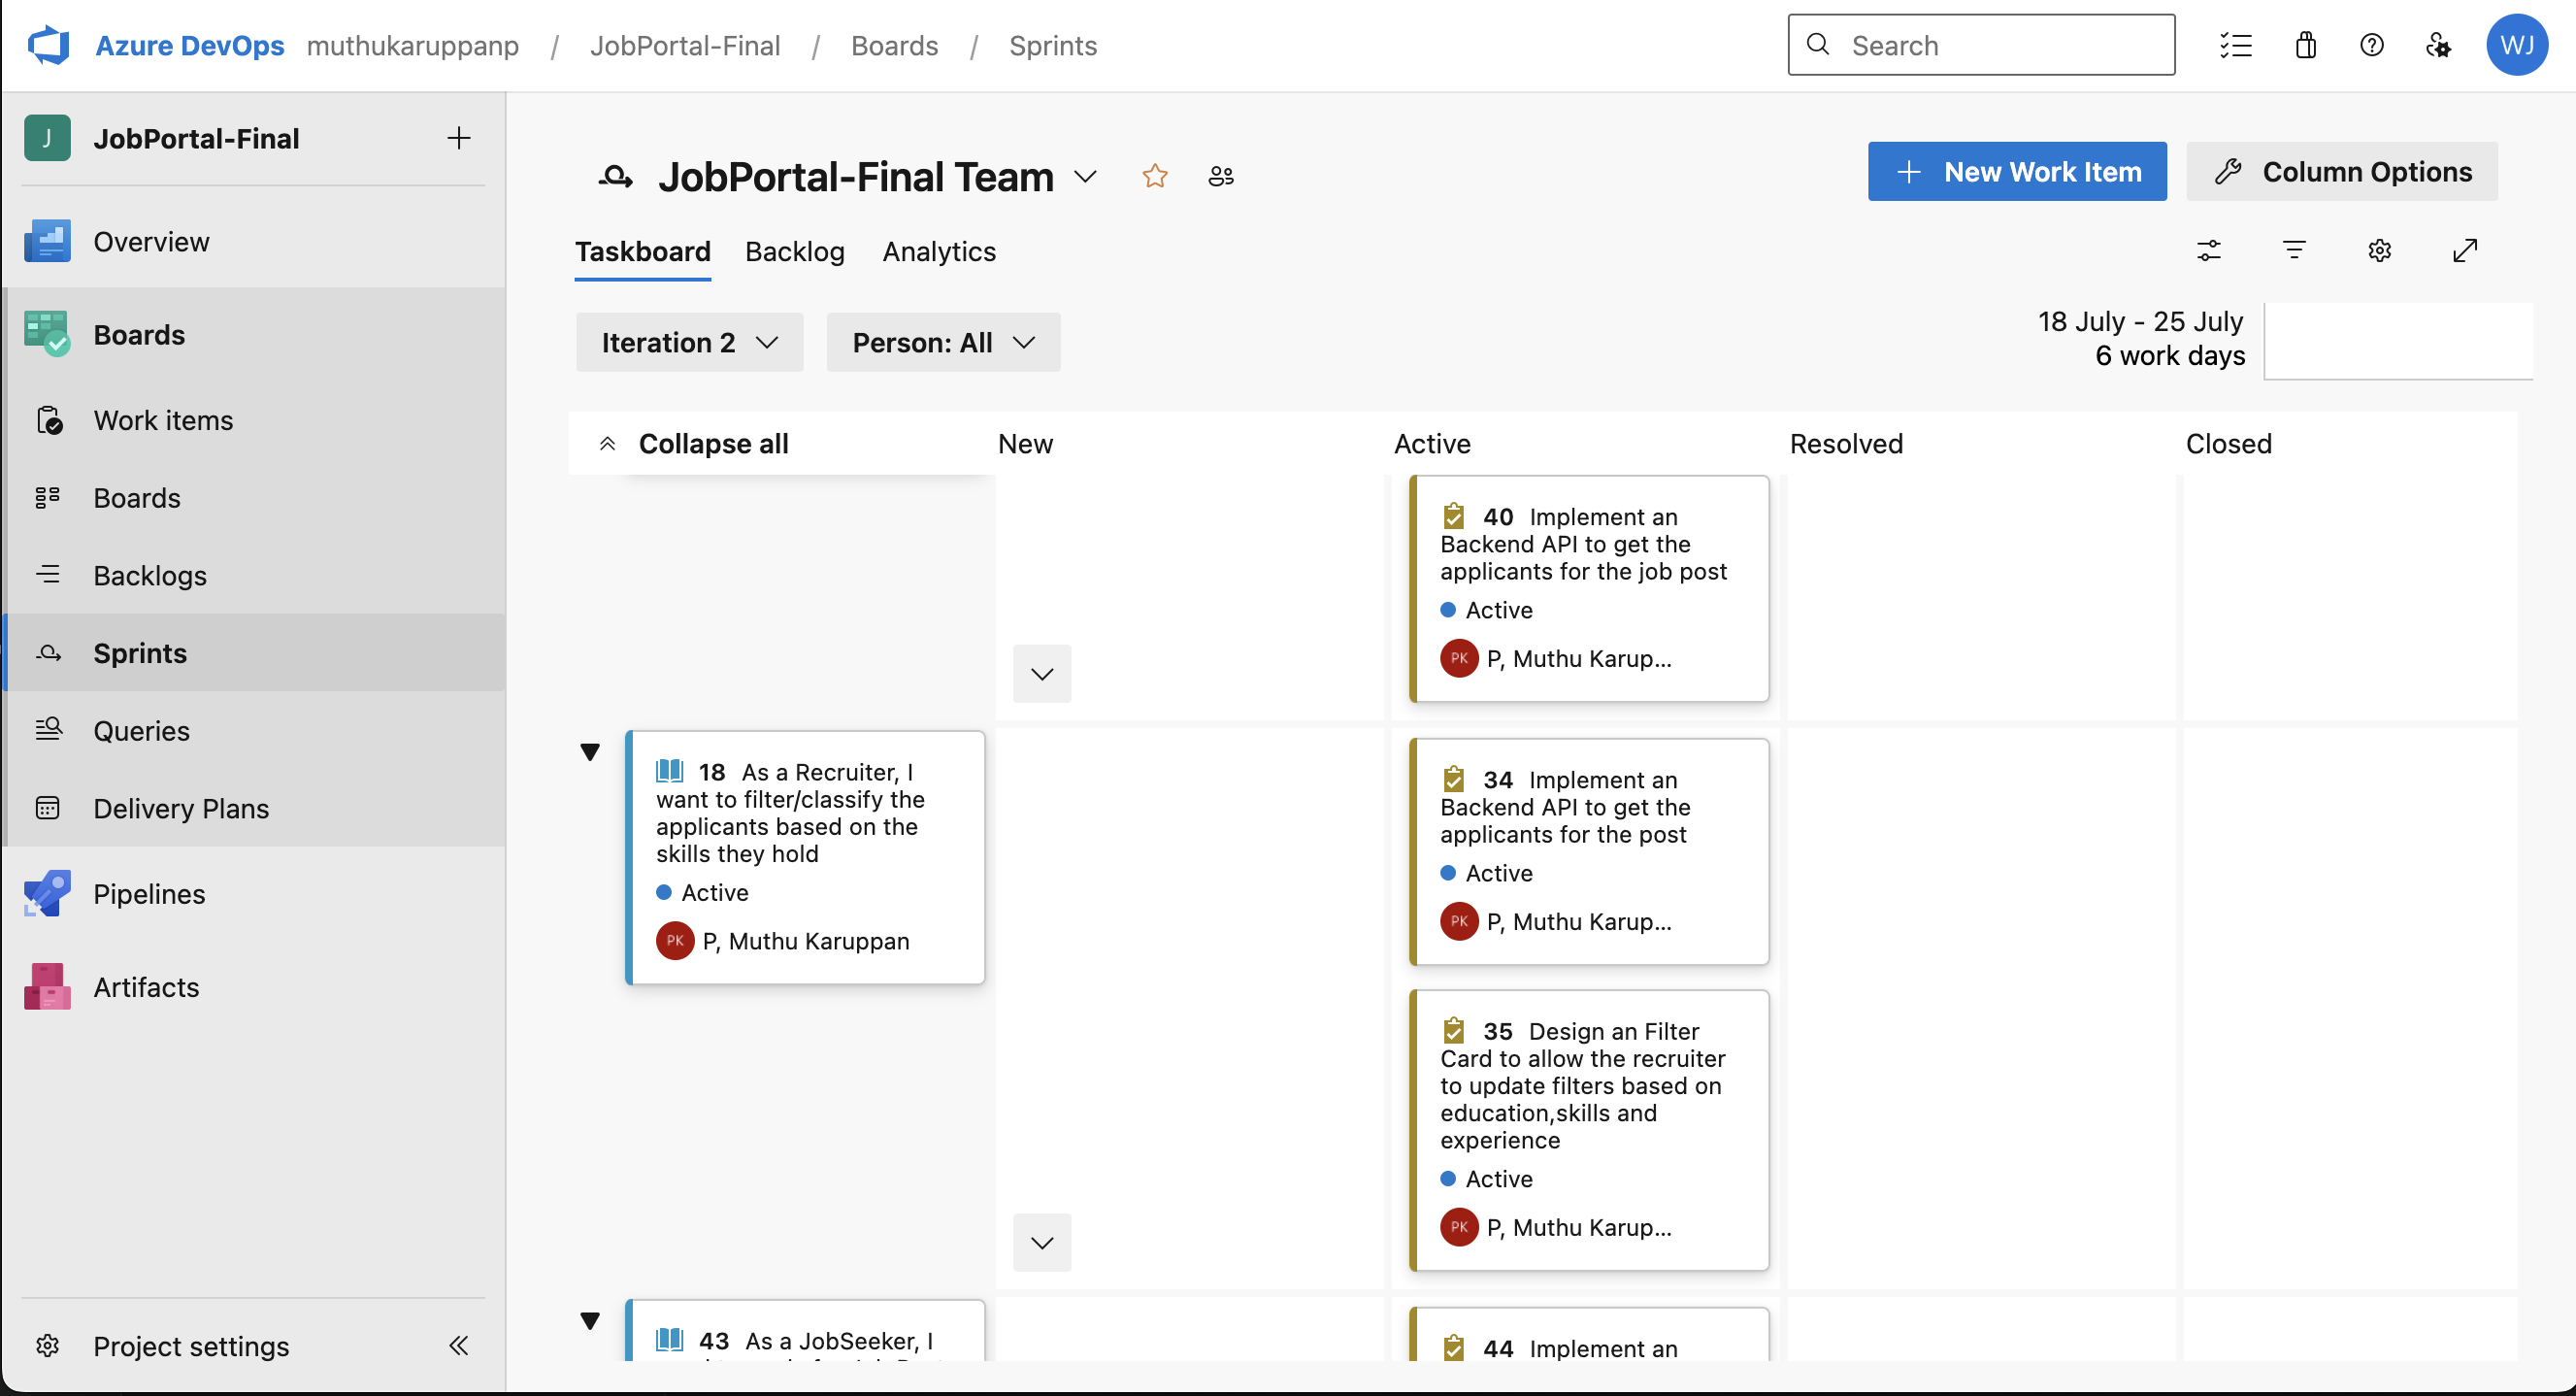 Azure DevOps muthukaruppanp / JobPortal-Final / Boards / Sprints
Search
WJ
J JobPortal-Final
Overview
Boards
Work items
Boards
Backlogs
Sprints
Queries
Delivery Plans
Pipelines
Artifacts
Project settings
JobPortal-Final Team
New Work Item
Column Options
Taskboard Backlog Analytics
Iteration 2
Person: All
18 July - 25 July
6 work days
Collapse all
New
Active
Resolved
Closed
40 Implement an
Backend API to get the
applicants for the job post
Active
PK P, Muthu Karup...
18 As a Recruiter, I
want to filter/classify the
applicants based on the
skills they hold
Active
PK P, Muthu Karuppan
34 Implement an
Backend API to get the
applicants for the post
Active
PK P, Muthu Karup...
35 Design an Filter
Card to allow the recruiter
to update filters based on
education,skills and
experience
Active
PK P, Muthu Karup...
43 As a JobSeeker, I
44 Implement an